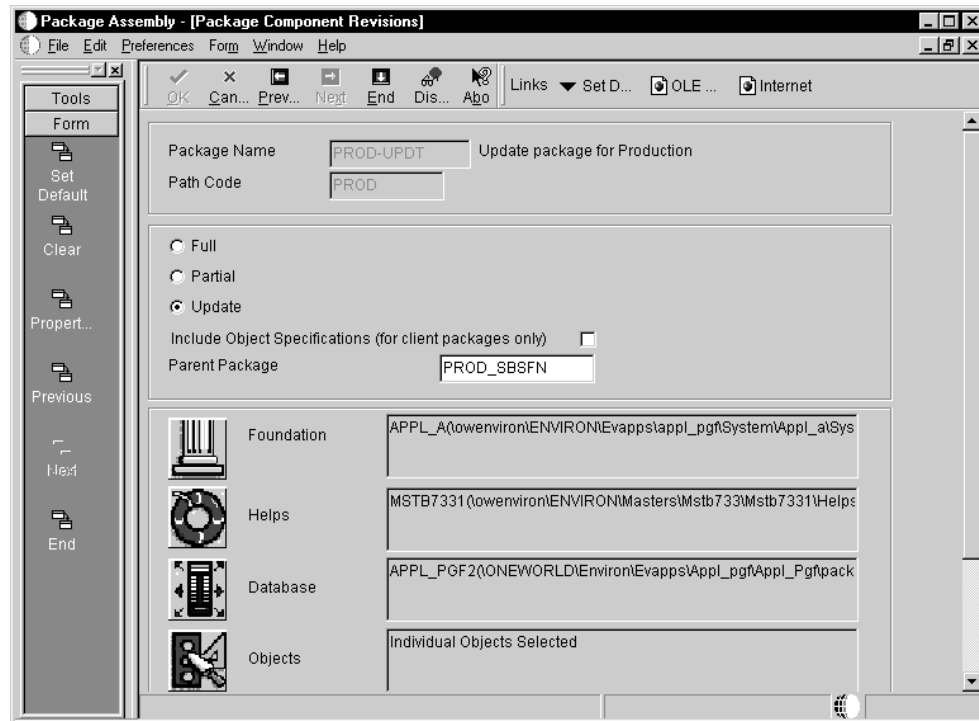 Package Assembly - [Package Component Revisions]
File Edit Preferences Form Window Help
OK Can... Prev... Next End Dis... Abo Links Set D... OLE ... Internet
Tools
Form
Set
Default
Clear
Propert...
Previous
Next
End
Package Name PROD-UPDT Update package for Production
Path Code PROD
Full
Partial
Update
Include Object Specifications (for client packages only)
Parent Package PROD_SBSFN
Foundation APPL_A(\owenviron\ENVIRON\Evapps\appl_pgf\System\Appl_a\Sys
Helps MSTB7331(\owenviron\ENVIRON\Masters\Mstb733\Mstb7331\Helps
Database APPL_PGF2(\ONEWORLD\Environ\Evapps\Appl_pgf\Appl_Pgf\pack
Objects Individual Objects Selected